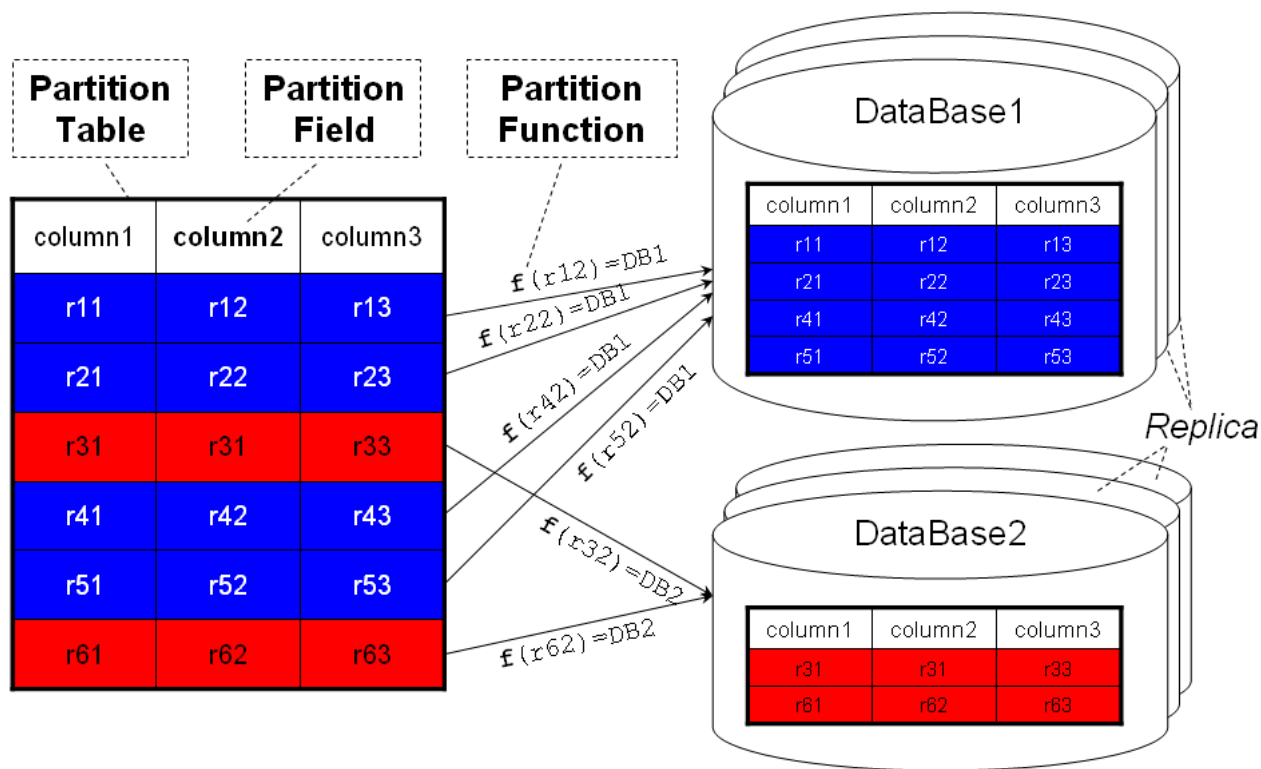 Partition
Table
Partition
Field
Partition
Function
column1 column2 column3
r11 r12 r13
r21 r22 r23
r31 r31 r33
r41 r42 r43
r51 r52 r53
r61 r62 r63
f(r12)=DB1
f(r22)=DB1
f(r42)=DB1
f(r52)=DB1
f(r32)=DB2
f(r62)=DB2
DataBase1
column1 column2 column3
r11 r12 r13
r21 r22 r23
r41 r42 r43
r51 r52 r53
Replica
DataBase2
column1 column2 column3
r31 r31 r33
r61 r62 r63